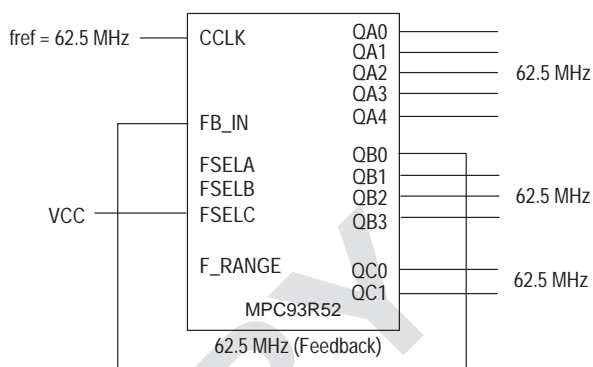 fref = 62.5 MHz
CCLK
QA0
QA1
QA2
QA3
QA4
62.5 MHz
FB_IN
FSELA
FSELB
FSELC
VCC
QB0
QB1
QB2
QB3
62.5 MHz
F_RANGE
QC0
QC1
62.5 MHz
MPC93R52
62.5 MHz (Feedback)
PY